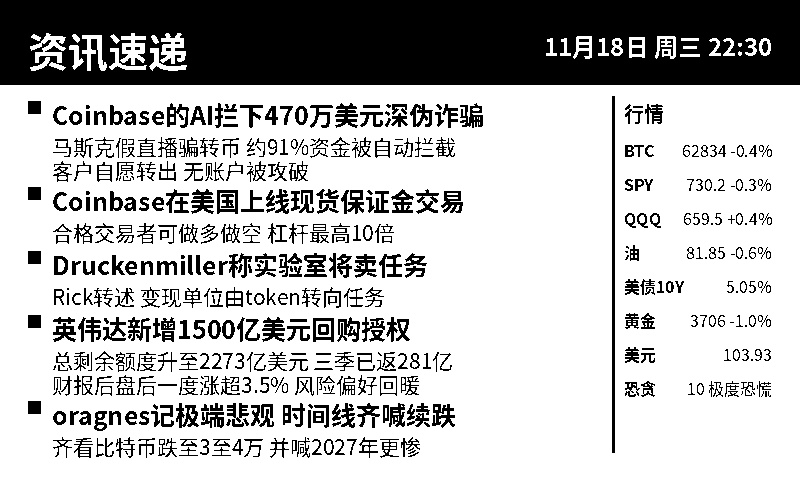 资讯速递
11月18日 周三 22:30
Coinbase的AI拦下470万美元深伪诈骗
马斯克假直播骗转币 约91%资金被自动拦截
客户自愿转出 无账户被攻破
Coinbase在美国上线现货保证金交易
合格交易者可做多做空 杠杆最高10倍
Druckenmiller称实验室将卖任务
Rick转述 变现单位由token转向任务
英伟达新增1500亿美元回购授权
总剩余额度升至2273亿美元 三季已返281亿
财报后盘后一度涨超3.5% 风险偏好回暖
oragnes记极端悲观 时间线齐喊续跌
齐看比特币跌至3至4万 并喊2027年更惨
行情
BTC 62834 -0.4%
SPY 730.2 -0.3%
QQQ 659.5 +0.4%
油 81.85 -0.6%
美债10Y 5.05%
黄金 3706 -1.0%
美元 103.93
恐贪 10 极度恐慌